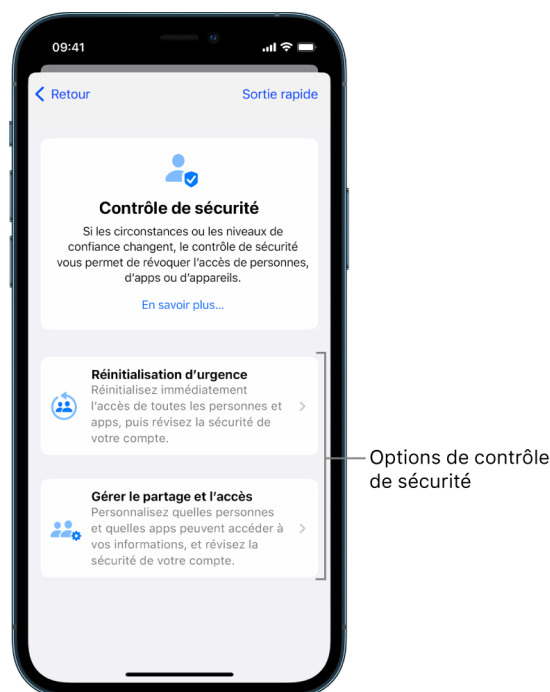 09:41
Retour
Sortie rapide
Contrôle de sécurité
Si les circonstances ou les niveaux de
confiance changent, le contrôle de sécurité
vous permet de révoquer l’accès de personnes,
d’apps ou d’appareils.
En savoir plus...
Réinitialisation d’urgence
Réinitialisez immédiatement
l’accès de toutes les personnes et
apps, puis révisez la sécurité de
votre compte.
Options de contrôle
de sécurité
Gérer le partage et l’accès
Personnalisez quelles personnes
et quelles apps peuvent accéder à
vos informations, et révisez la
sécurité de votre compte.